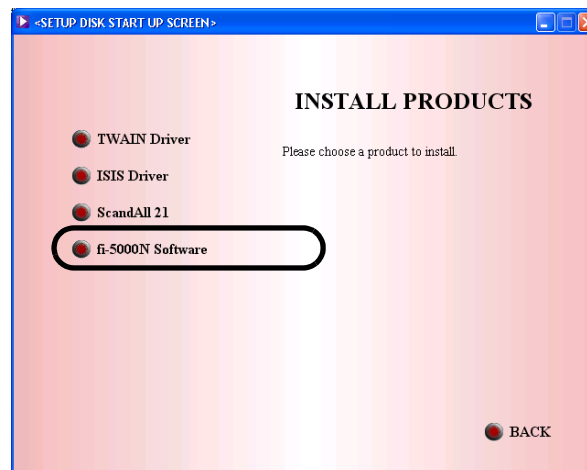 <SETUP DISK START UP SCREEN>
INSTALL PRODUCTS
TWAIN Driver
Please choose a product to install.
ISIS Driver
ScandAll 21
fi-5000N Software
BACK